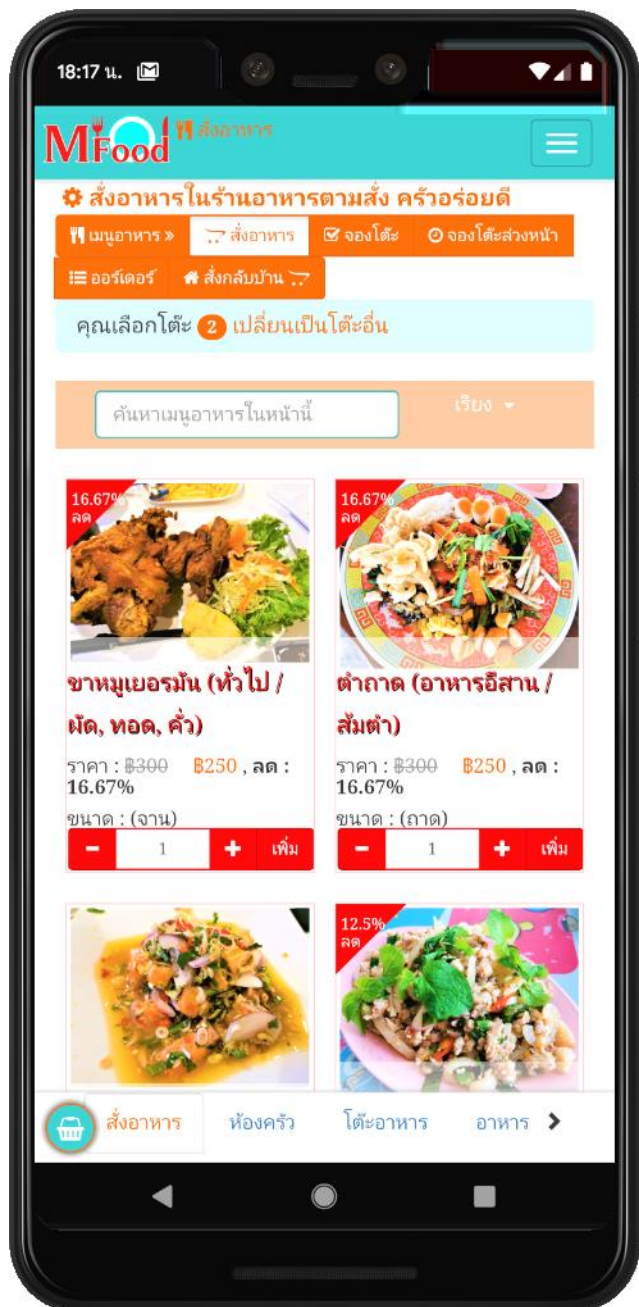 18:17 น.
MFood สั่งอาหาร
สั่งอาหารในร้านอาหารตามสั่ง ครัวอร่อยดี
เมนูอาหาร » สั่งอาหาร จองโต๊ะ จองโต๊ะล่วงหน้า
ออร์เดอร์ สั่งกลับบ้าน
คุณเลือกโต๊ะ 2 เปลี่ยนเป็นโต๊ะอื่น
ค้นหาเมนูอาหารในหน้านี้ เรียง
16.67%
ลด
16.67%
ลด
ขาหมูเยอรมัน (ทั่วไป /
ผัด, ทอด, คั่ว)
ราคา : ฿300 ฿250 , ลด :
16.67%
ขนาด : (จาน)
- 1 + เพิ่ม
ตำถาด (อาหารอีสาน /
ส้มตำ)
ราคา : ฿300 ฿250 , ลด :
16.67%
ขนาด : (ถาด)
- 1 + เพิ่ม
12.5%
ลด
สั่งอาหาร ห้องครัว โต๊ะอาหาร อาหาร